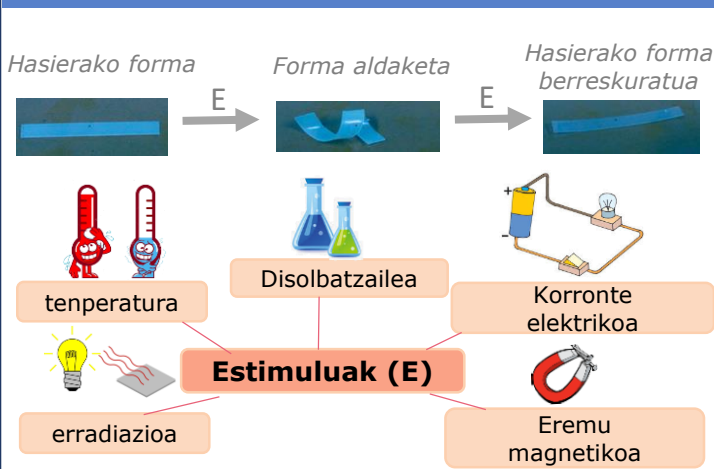 Hasierako forma
Forma aldaketa
Hasierako forma
berreskuratua
E
E
+
-
tenperatura
Disolbatzailea
Korronte
elektrikoa
Estimuluak (E)
erradiazioa
Eremu
magnetikoa